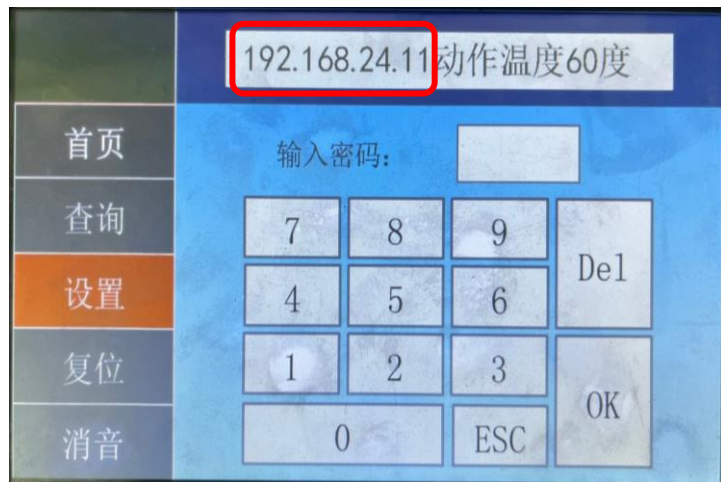 192.168.24.11动作温度60度
首页
输入密码：
查询
7 8 9 Del
设置
4 5 6
复位
1 2 3 OK
消音
0 ESC